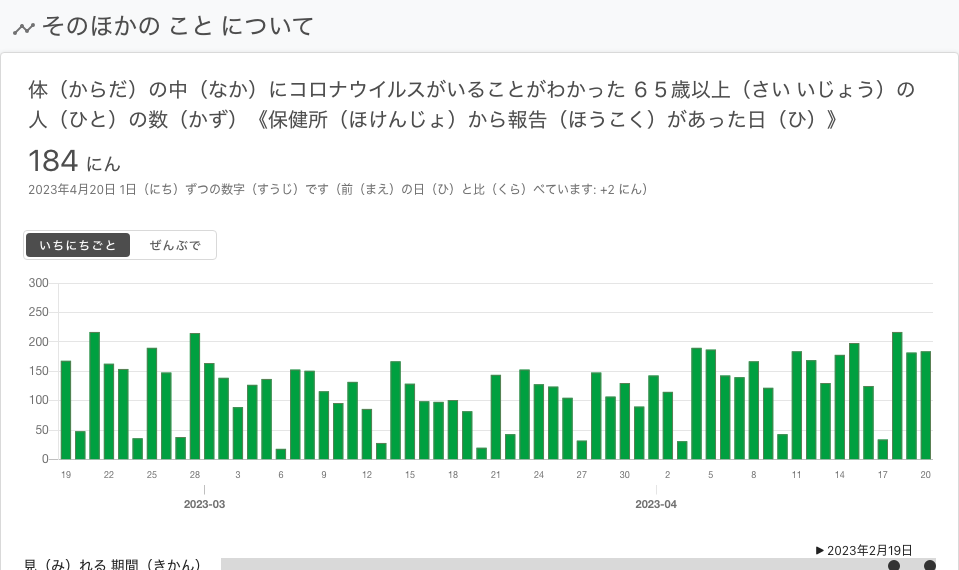 そのほかの こと について
体（からだ）の中（なか）にコロナウイルスがいることがわかった ６５歳以上（さい いじょう）の
人（ひと）の数（かず）《保健所（ほけんじょ）から報告（ほうこく）があった日（ひ）》
184 にん
2023年4月20日 1日（にち）ずつの数字（すうじ）です（前（まえ）の日（ひ）と比（くら）べています: +2 にん）
いちにちごと ぜんぶで
300
250
200
150
100
50
0
19 22 25 28 3 6 9 12 15 18 21 24 27 30 2 5 8 11 14 17 20
2023-03 2023-04
▶ 2023年2月19日
見（み）れる 期間（きかん）